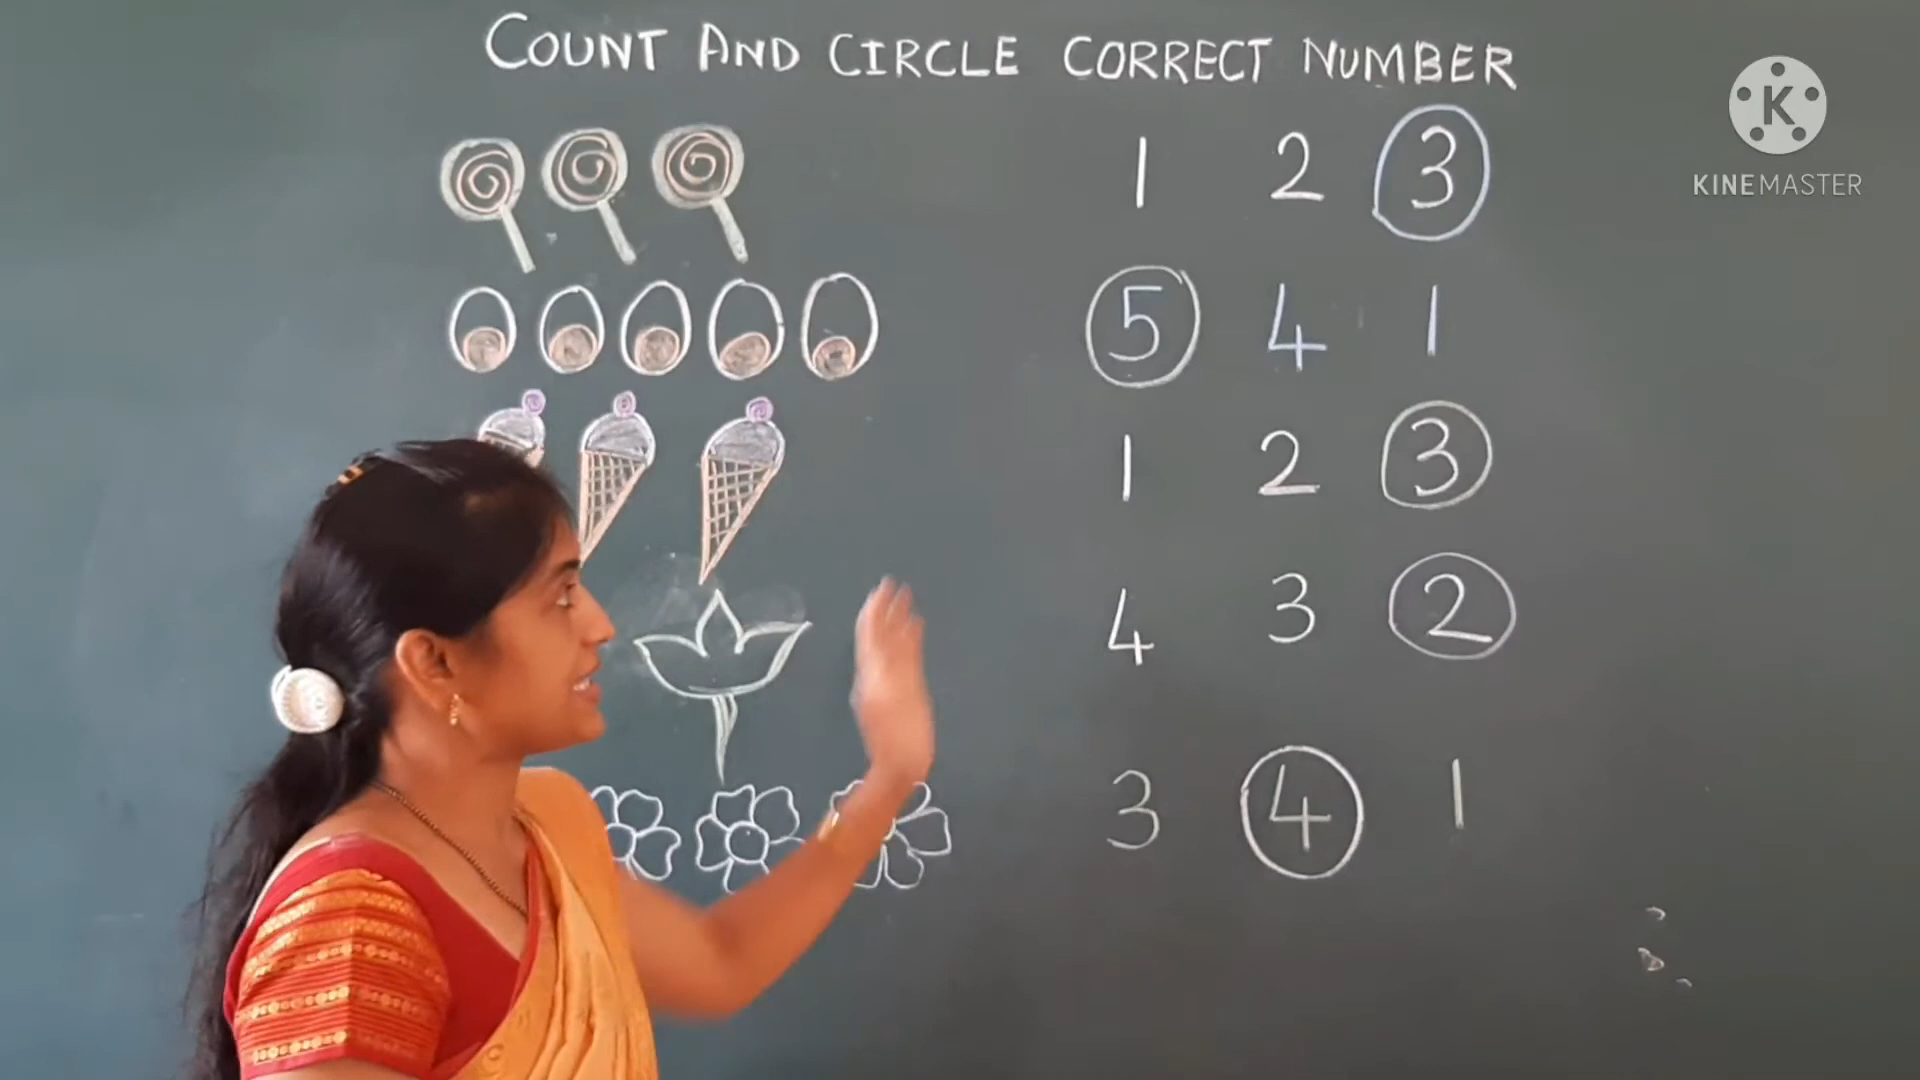 COUNT AND CIRCLE CORRECT NUMBER
K
KINEMASTER
1 2 3
5 4 1
1 2 3
4 3 2
3 4 1